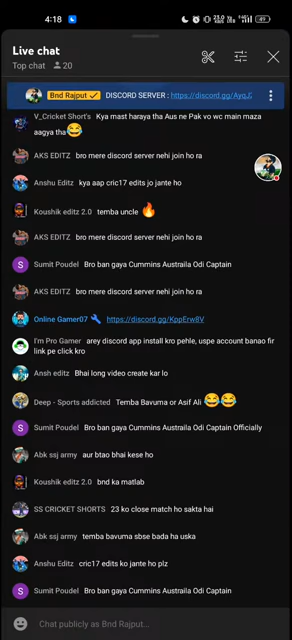 4:18
49
Live chat
Top chat 20
Bnd Rajput DISCORD SERVER : https://discord.gg/AyqJ
V_Cricket Short's Kya mast haraya tha Aus ne Pak vo wc main maza
aagya tha😂
AKS EDITZ bro mere discord server nehi join ho ra
Anshu Editz kya aap cric17 edits jo jante ho
Koushik editz 2.0 temba uncle 🔥
AKS EDITZ bro mere discord server nehi join ho ra
Sumit Poudel Bro ban gaya Cummins Austraila Odi Captain
AKS EDITZ bro mere discord server nehi join ho ra
Online Gamer07 https://discord.gg/KppErw8V
I'm Pro Gamer arey discord app install kro pehle, uspe account banao fir
link pe click kro
Ansh editz Bhai long video create kar lo
Deep - Sports addicted Temba Bavuma or Asif Ali 😂😂
Sumit Poudel Bro ban gaya Cummins Austraila Odi Captain Officially
Abk ssj army aur btao bhai kese ho
Koushik editz 2.0 bnd ka matlab
SS CRICKET SHORTS 23 ko close match ho sakta hai
Abk ssj army temba bavuma sbse bada ha uska
Anshu Editz cric17 edits ko jante ho plz
Sumit Poudel Bro ban gaya Cummins Austraila Odi Captain
Chat publicly as Bnd Rajput...